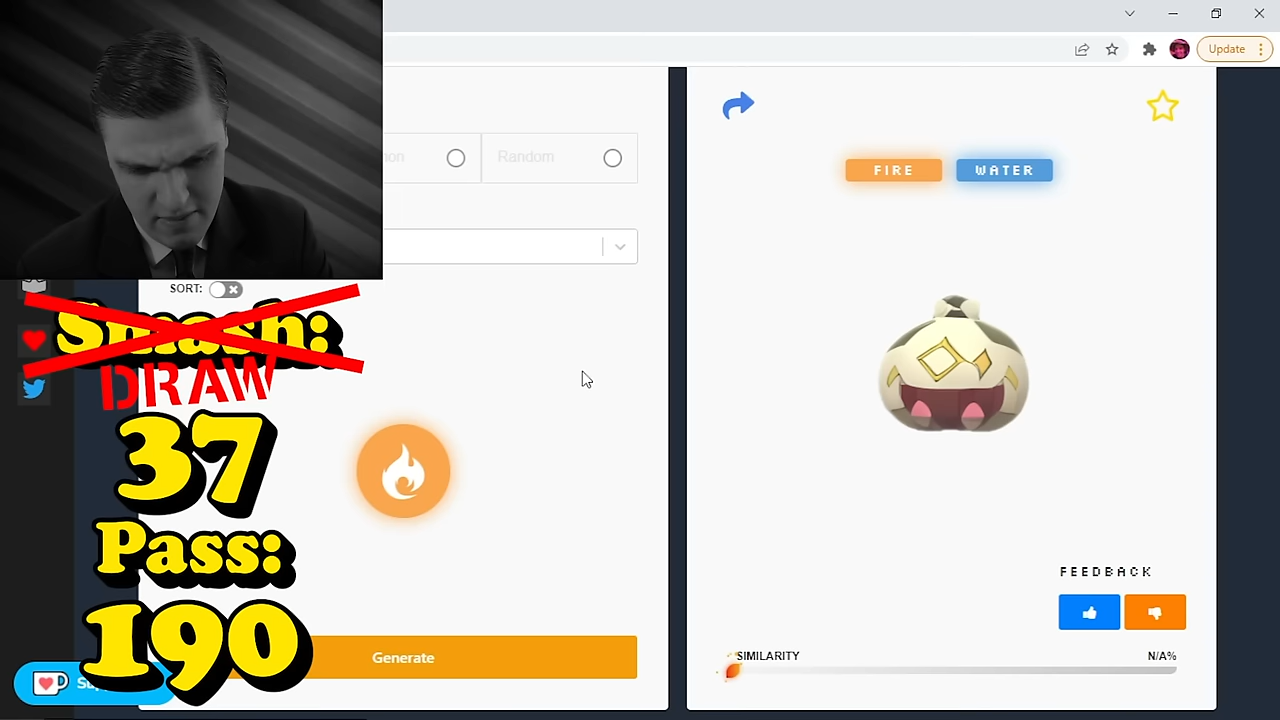 Update
Random
FIRE
WATER
SORT:
Smash:
DRAW
37
Pass:
190
Generate
FEEDBACK
SIMILARITY
N/A%